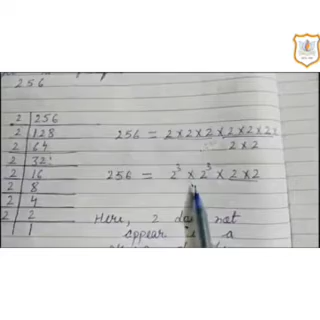 256
2 256
2 128
2 64
2 32
2 16
2 8
2 4
2 2
1
256 = 2×2×2×2×2×2×
2×2
256 = 2³ × 2³ × 2×2
Here, 2 does not
appear in a